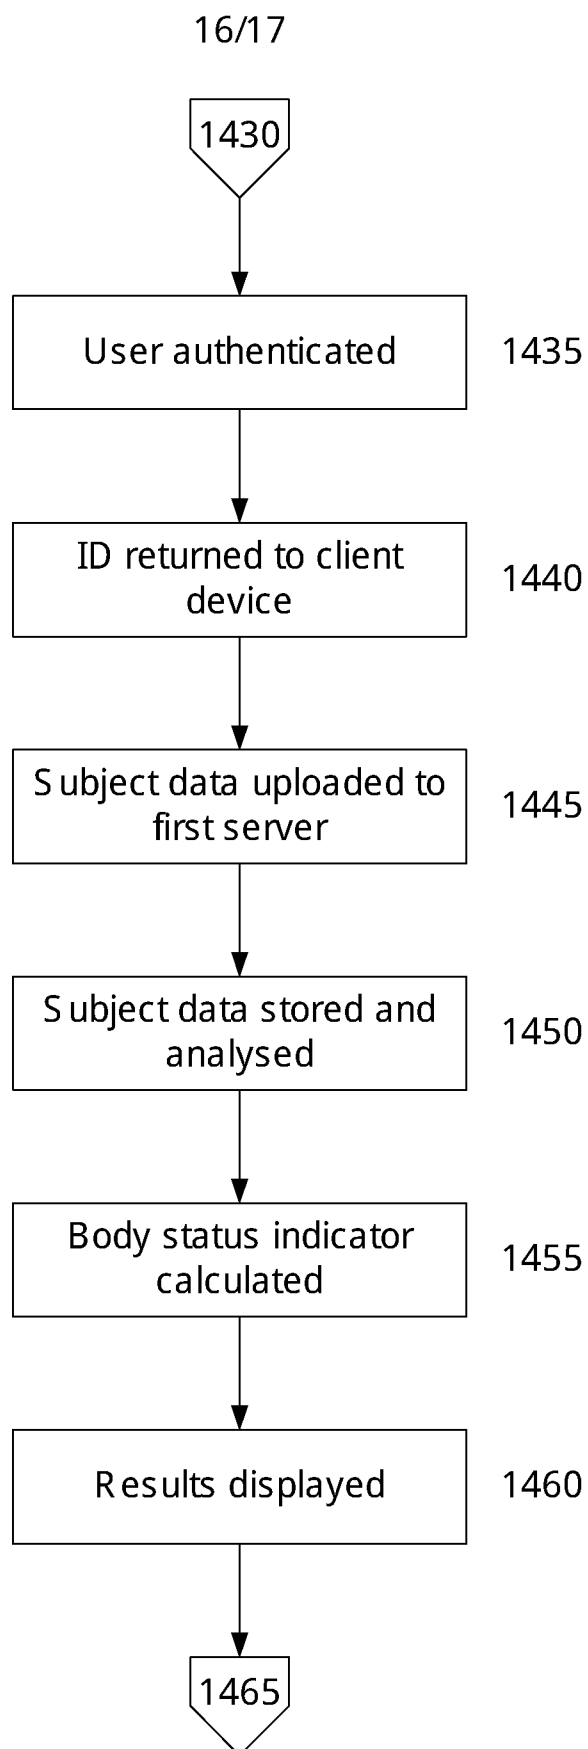 16/17
1430
User authenticated
1435
ID returned to client
device
1440
Subject data uploaded to
first server
1445
Subject data stored and
analysed
1450
Body status indicator
calculated
1455
Results displayed
1460
1465